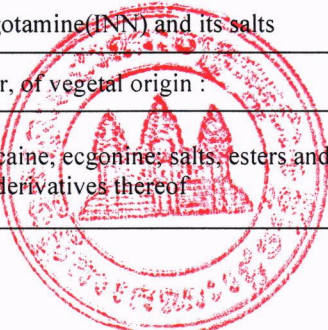 gotamine(INN) and its salts
r, of vegetal origin :
caine, ecgonine, salts, esters and
derivatives thereof